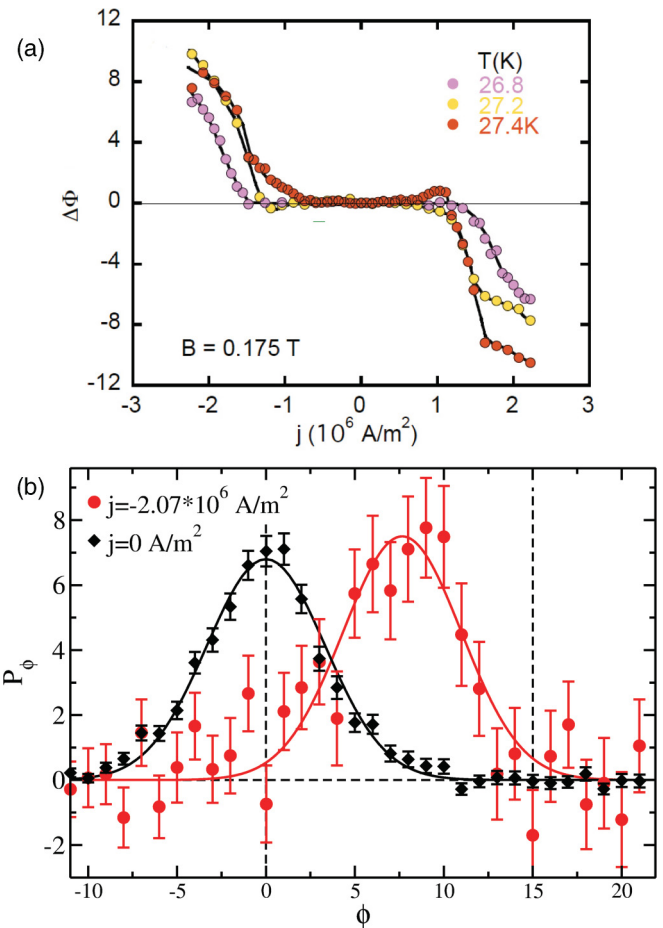 (a)
12
8
4
0
-4
-8
-12
ΔΦ
T(K)
26.8
27.2
27.4K
B = 0.175 T
-3 -2 -1 0 1 2 3
j (10⁶ A/m²)
(b)
j=-2.07*10⁶ A/m²
j=0 A/m²
8
6
4
2
0
-2
P_ϕ
-10 -5 0 5 10 15 20
ϕ